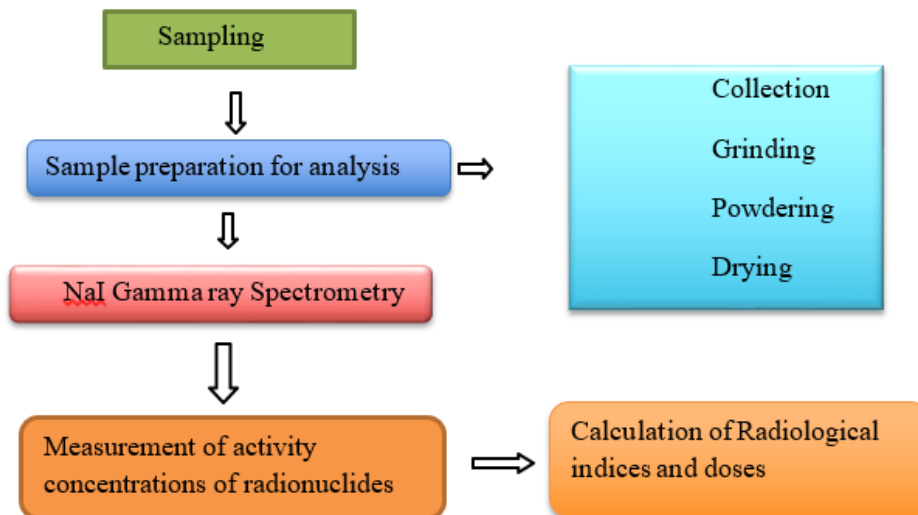 Sampling
Sample preparation for analysis
Collection
Grinding
Powdering
Drying
NaI Gamma ray Spectrometry
Measurement of activity
concentrations of radionuclides
Calculation of Radiological
indices and doses